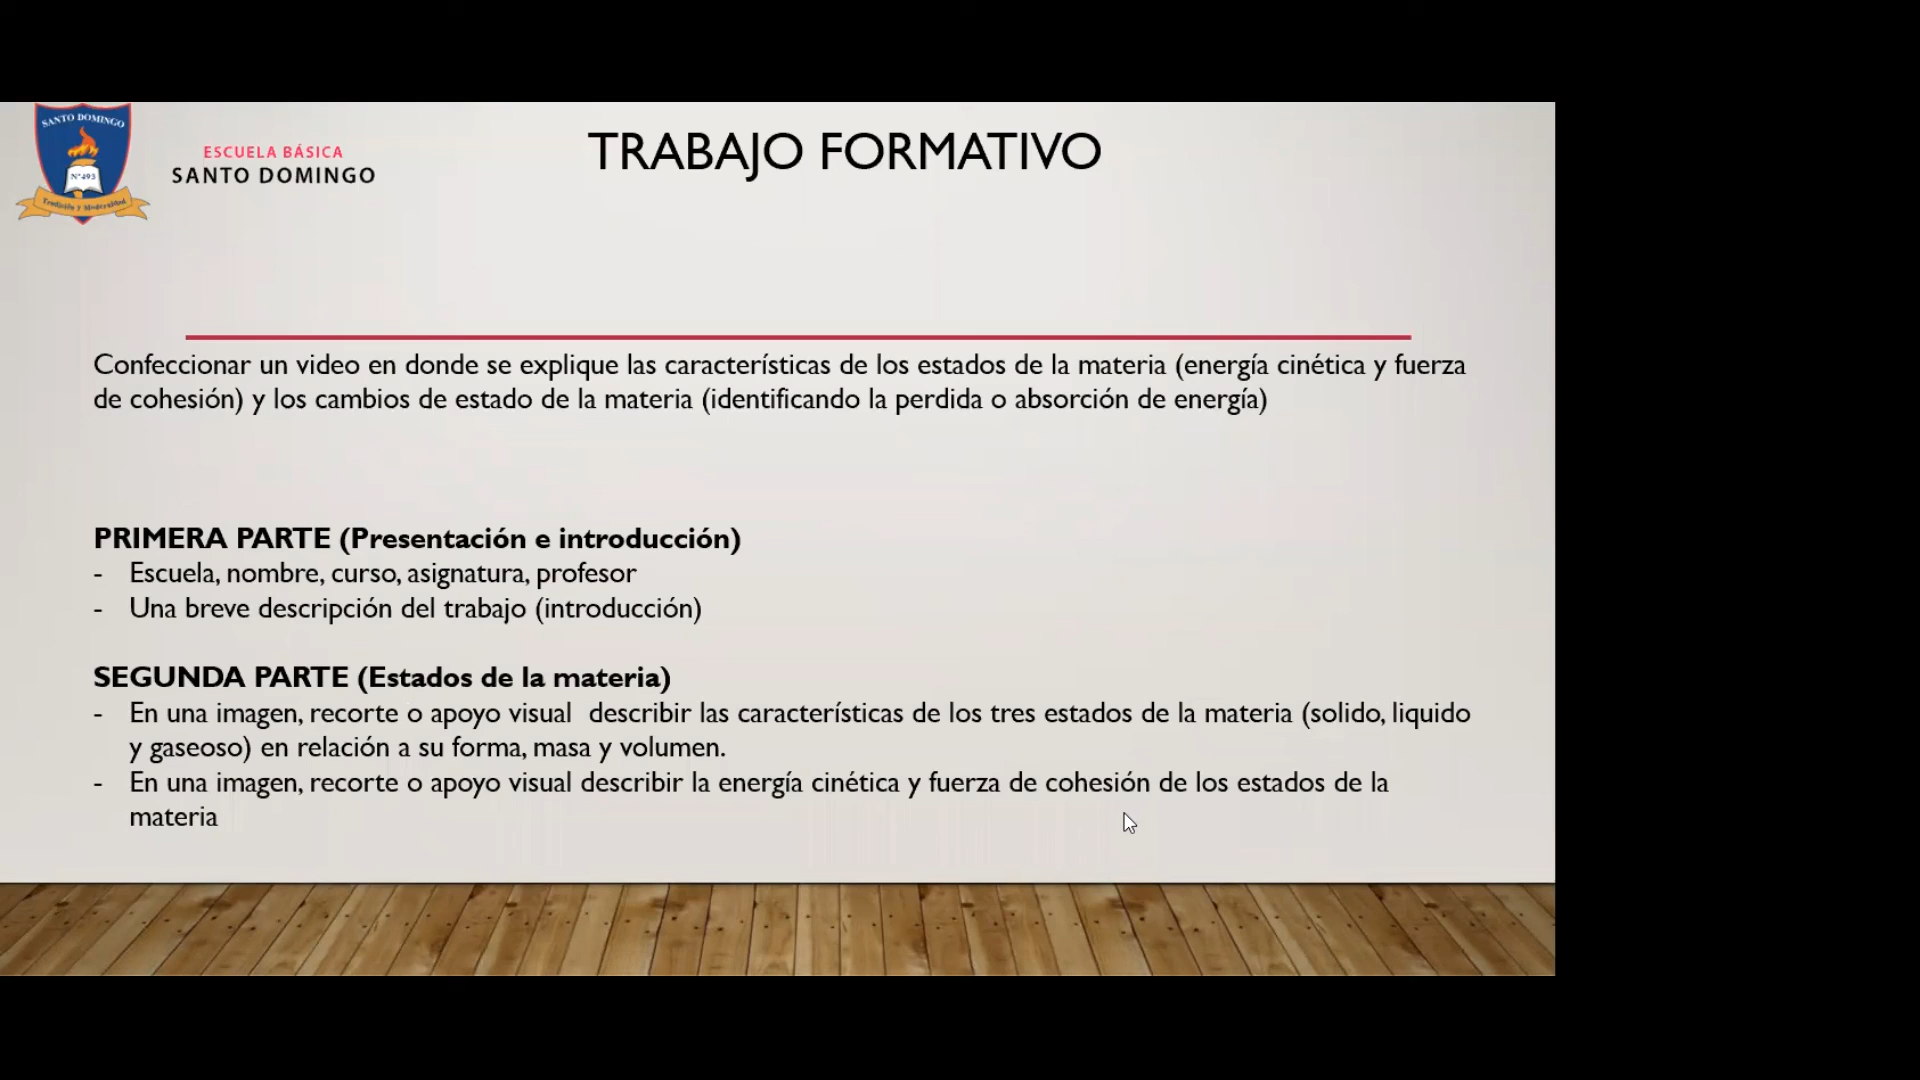 SANTO DOMINGO
N°493
Tradición y Modernidad
ESCUELA BÁSICA
SANTO DOMINGO
TRABAJO FORMATIVO
Confeccionar un video en donde se explique las características de los estados de la materia (energía cinética y fuerza
de cohesión) y los cambios de estado de la materia (identificando la perdida o absorción de energía)
PRIMERA PARTE (Presentación e introducción)
- Escuela, nombre, curso, asignatura, profesor
- Una breve descripción del trabajo (introducción)
SEGUNDA PARTE (Estados de la materia)
- En una imagen, recorte o apoyo visual describir las características de los tres estados de la materia (solido, liquido
y gaseoso) en relación a su forma, masa y volumen.
- En una imagen, recorte o apoyo visual describir la energía cinética y fuerza de cohesión de los estados de la
materia